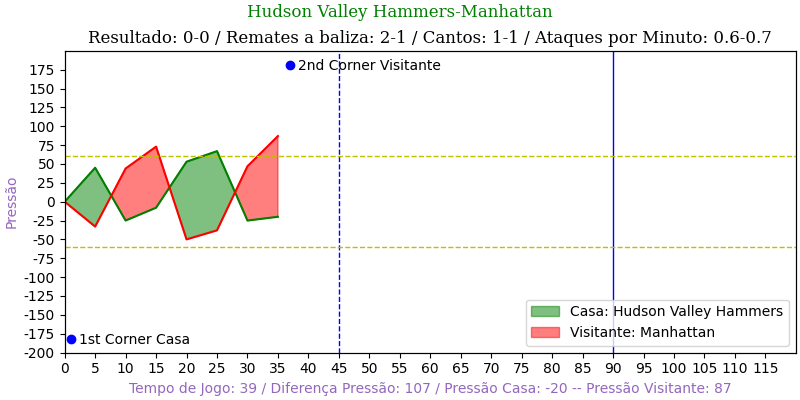 Hudson Valley Hammers-Manhattan
Resultado: 0-0 / Remates a baliza: 2-1 / Cantos: 1-1 / Ataques por Minuto: 0.6-0.7
175
150
125
100
75
50
25
0
-25
-50
-75
-100
-125
-150
-175
-200
Pressão
2nd Corner Visitante
1st Corner Casa
Casa: Hudson Valley Hammers
Visitante: Manhattan
0 5 10 15 20 25 30 35 40 45 50 55 60 65 70 75 80 85 90 95 100 105 110 115
Tempo de Jogo: 39 / Diferença Pressão: 107 / Pressão Casa: -20 -- Pressão Visitante: 87